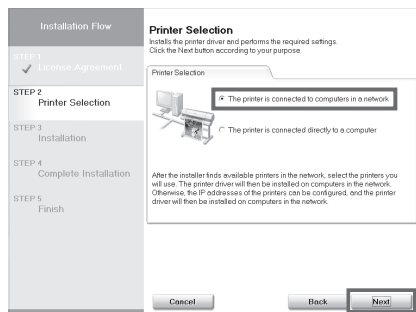 Installation Flow
STEP 1
License Agreement
STEP 2
Printer Selection
STEP 3
Installation
STEP 4
Complete Installation
STEP 5
Finish
Printer Selection
Installs the printer driver and performs the required settings.
Click the Next button according to your purpose.
Printer Selection
The printer is connected to computers in a network
The printer is connected directly to a computer
After the installer finds available printers in the network, select the printers you
will use. The printer driver will then be installed on computers in the network.
Otherwise, the IP addresses of the printers can be configured, and the printer
driver will then be installed on computers in the network.
Cancel
Back
Next